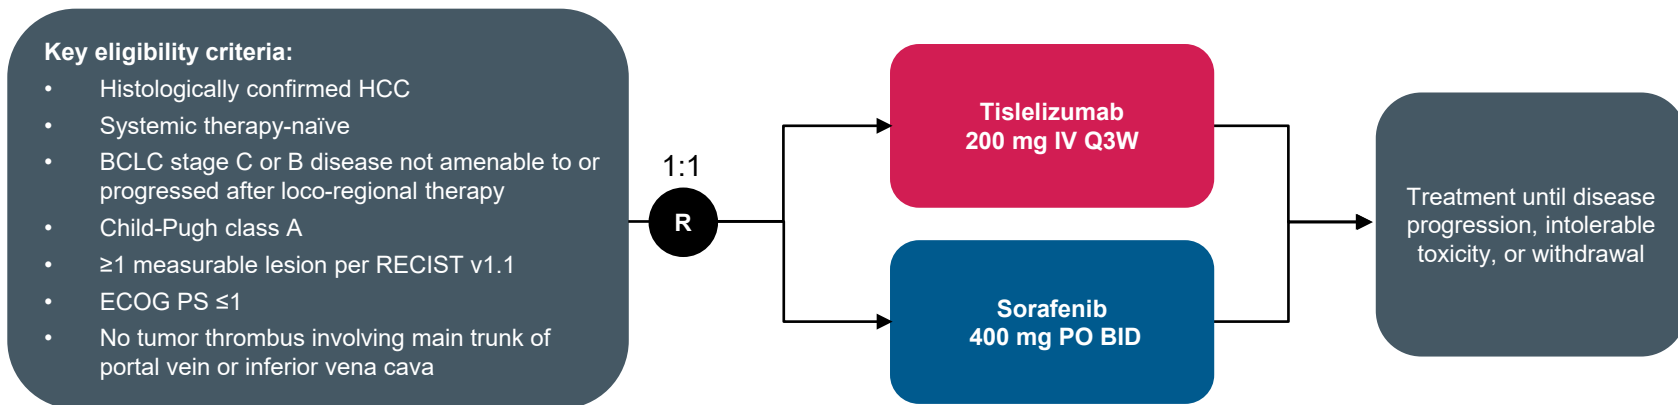 Key eligibility criteria:
• Histologically confirmed HCC
• Systemic therapy-naïve
• BCLC stage C or B disease not amenable to or
progressed after loco-regional therapy
• Child-Pugh class A
• ≥1 measurable lesion per RECIST v1.1
• ECOG PS ≤1
• No tumor thrombus involving main trunk of
portal vein or inferior vena cava
1:1
R
Tislelizumab
200 mg IV Q3W
Sorafenib
400 mg PO BID
Treatment until disease
progression, intolerable
toxicity, or withdrawal